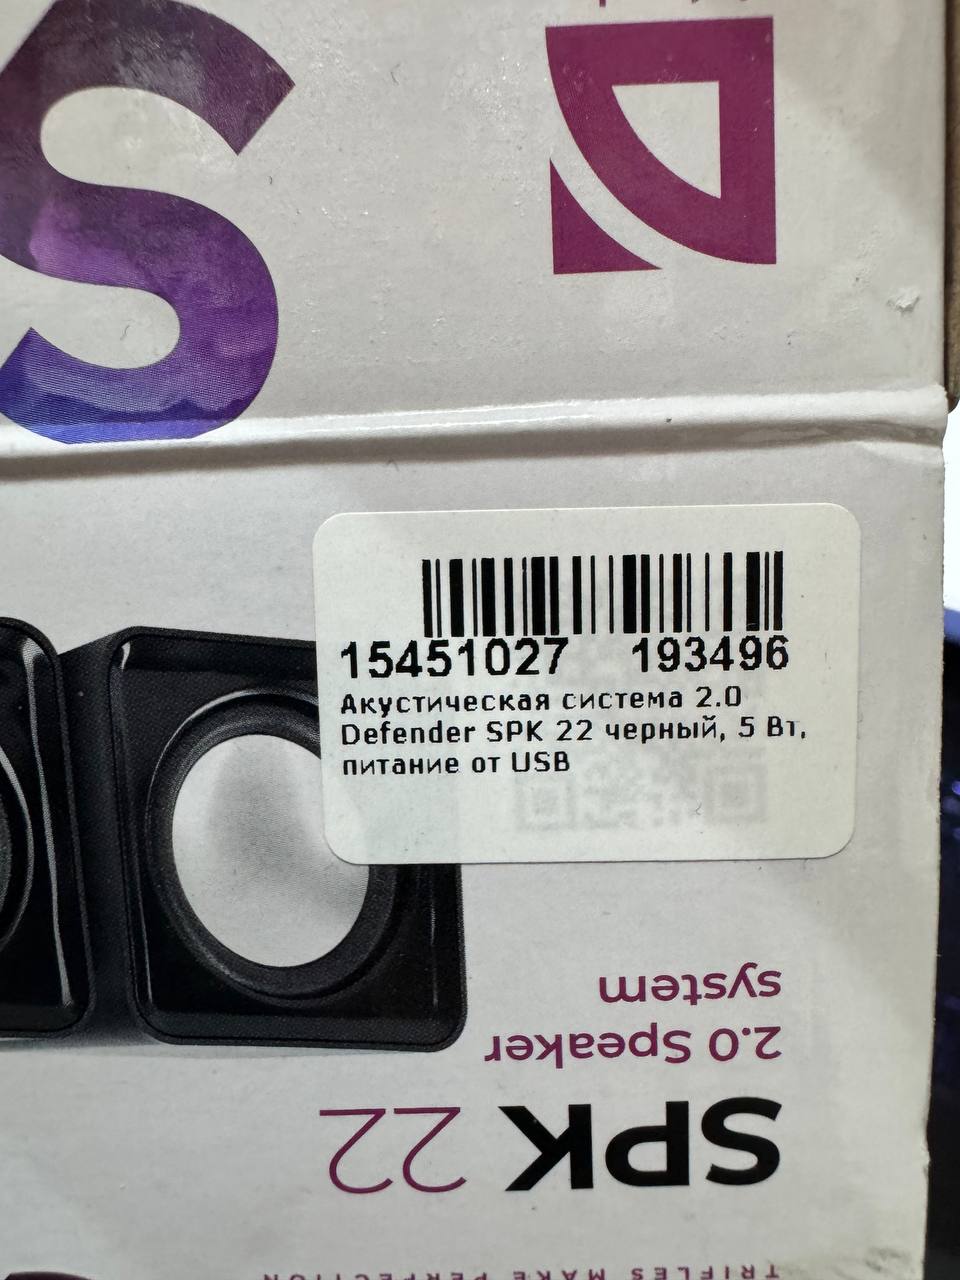 S
15451027 193496
Акустическая система 2.0
Defender SPK 22 черный, 5 Вт,
питание от USB
SPK 22
2.0 Speaker
system
TRIFLES MAKE PERFECTION